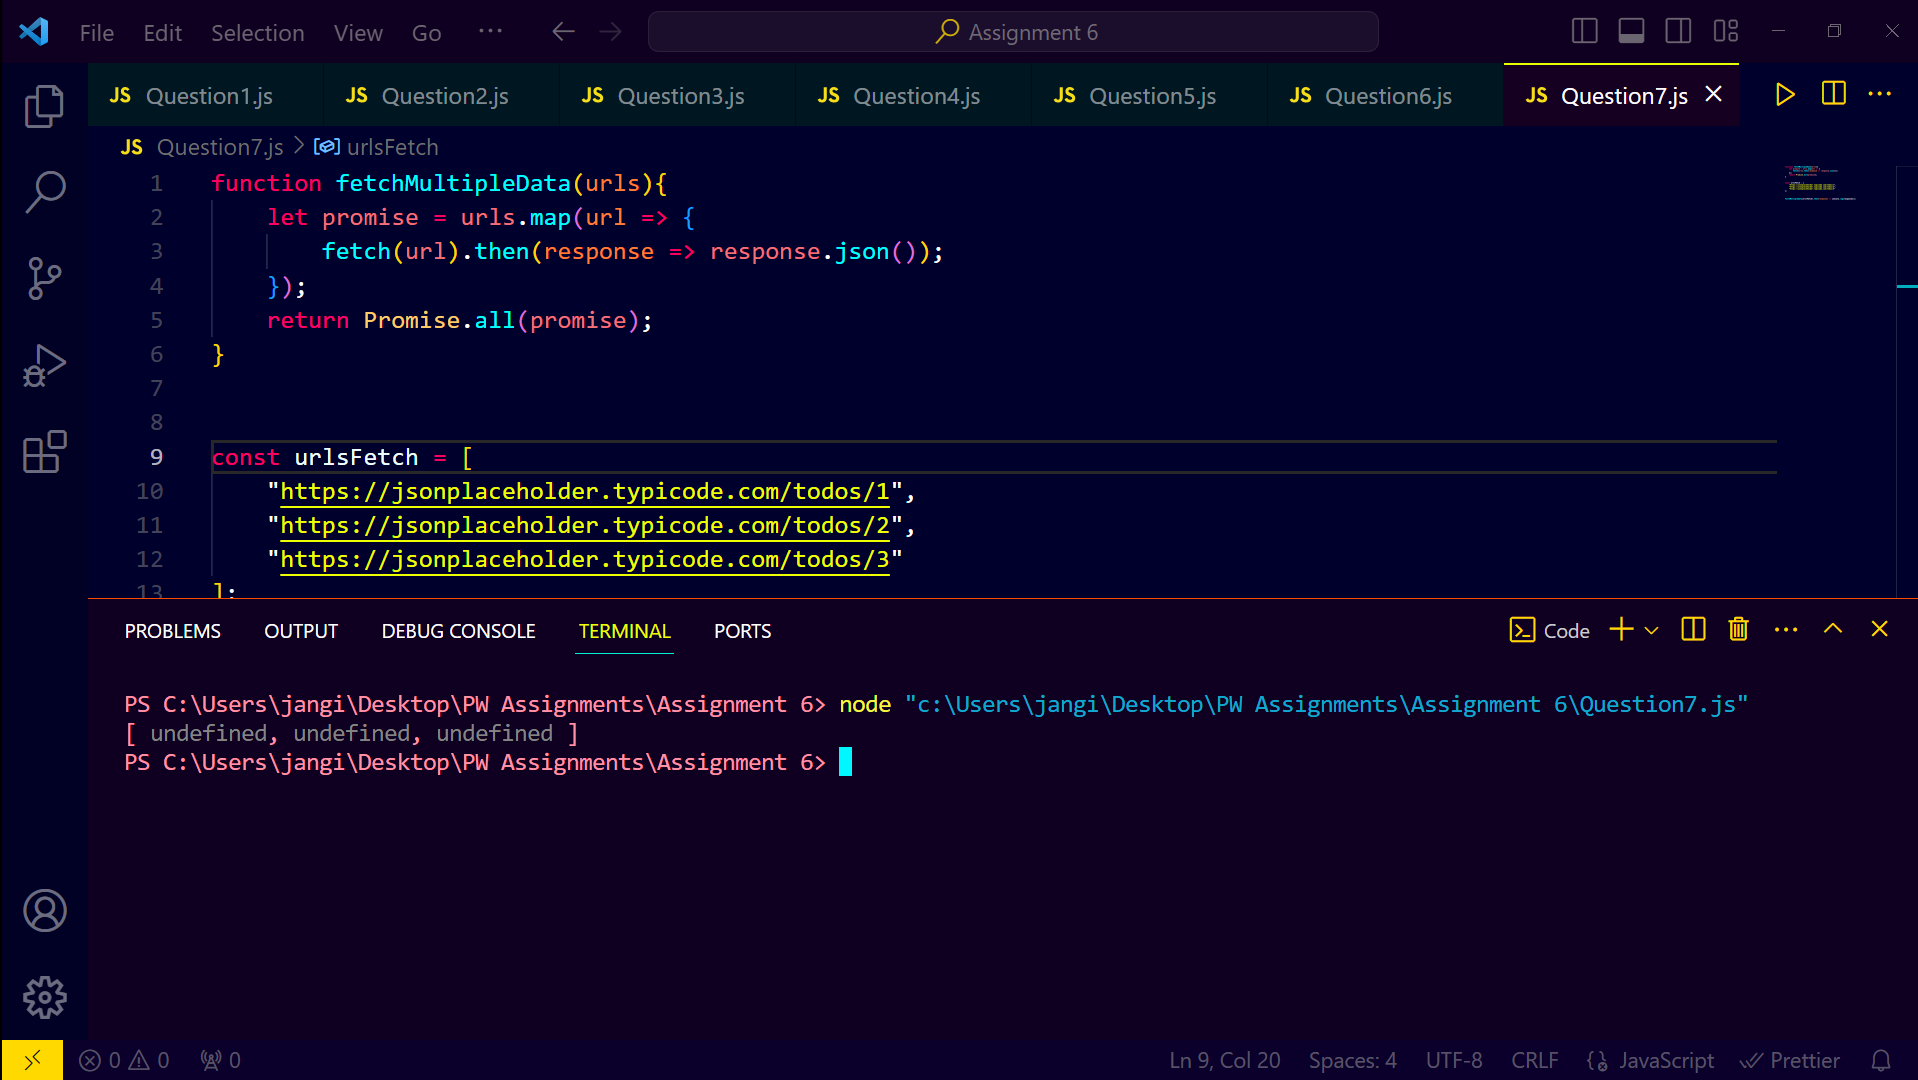 File Edit Selection View Go ··· Assignment 6
JS Question1.js JS Question2.js JS Question3.js JS Question4.js JS Question5.js JS Question6.js JS Question7.js
JS Question7.js > urlsFetch
1 function fetchMultipleData(urls){
2     let promise = urls.map(url => {
3         fetch(url).then(response => response.json());
4     });
5     return Promise.all(promise);
6 }
7
8
9 const urlsFetch = [
10     "https://jsonplaceholder.typicode.com/todos/1",
11     "https://jsonplaceholder.typicode.com/todos/2",
12     "https://jsonplaceholder.typicode.com/todos/3"
13 ];
PROBLEMS OUTPUT DEBUG CONSOLE TERMINAL PORTS Code
PS C:\Users\jangi\Desktop\PW Assignments\Assignment 6> node "c:\Users\jangi\Desktop\PW Assignments\Assignment 6\Question7.js"
[ undefined, undefined, undefined ]
PS C:\Users\jangi\Desktop\PW Assignments\Assignment 6>
0 0 0 Ln 9, Col 20 Spaces: 4 UTF-8 CRLF JavaScript Prettier